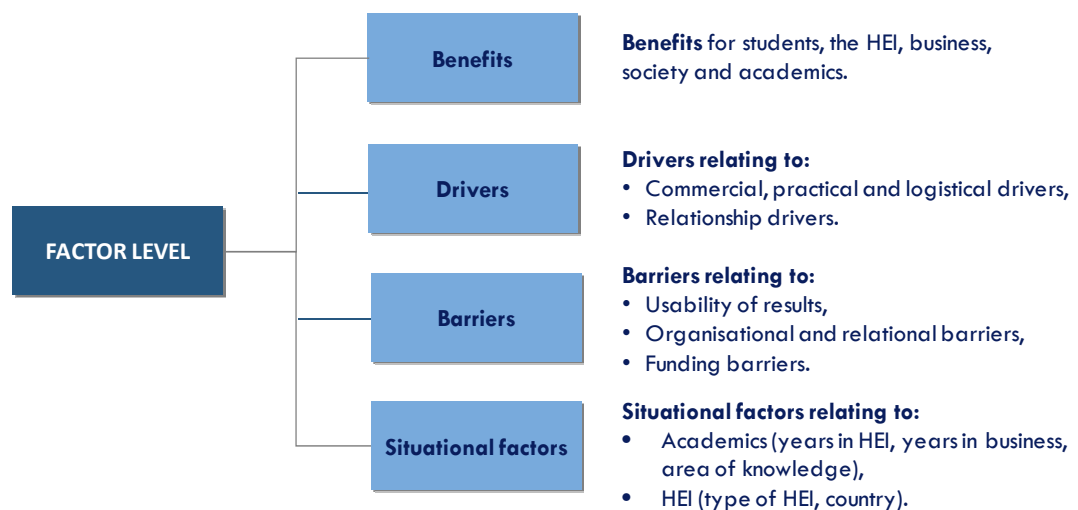 FACTOR LEVEL
Benefits
Benefits for students, the HEI, business,
society and academics.
Drivers
Drivers relating to:
• Commercial, practical and logistical drivers,
• Relationship drivers.
Barriers
Barriers relating to:
• Usability of results,
• Organisational and relational barriers,
• Funding barriers.
Situational factors
Situational factors relating to:
• Academics (years in HEI, years in business,
area of knowledge),
• HEI (type of HEI, country).